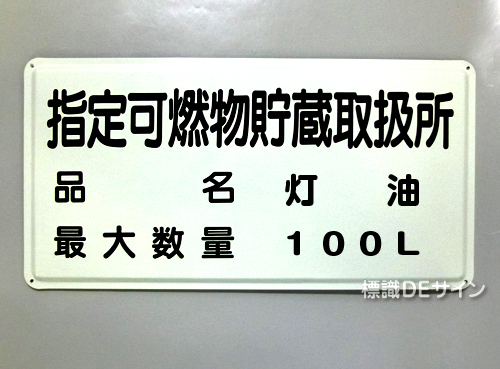 指定可燃物貯蔵取扱所
品名 灯油
最大数量 100L
標識DEサイン